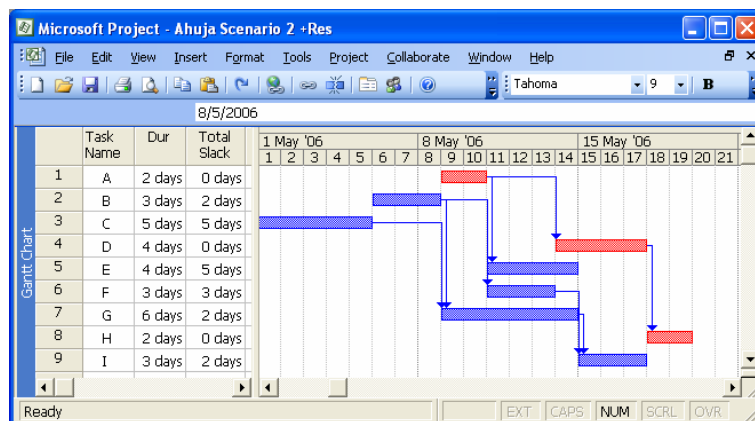 Microsoft Project - Ahuja Scenario 2 +Res
File Edit View Insert Format Tools Project Collaborate Window Help
Tahoma 9 B
8/5/2006
Task Name Dur Total Slack
1 May '06 8 May '06 15 May '06
1 2 3 4 5 6 7 8 9 10 11 12 13 14 15 16 17 18 19 20 21
1 A 2 days 0 days
2 B 3 days 2 days
3 C 5 days 5 days
4 D 4 days 0 days
5 E 4 days 5 days
6 F 3 days 3 days
7 G 6 days 2 days
8 H 2 days 0 days
9 I 3 days 2 days
Gantt Chart
Ready EXT CAPS NUM SCRL OVR